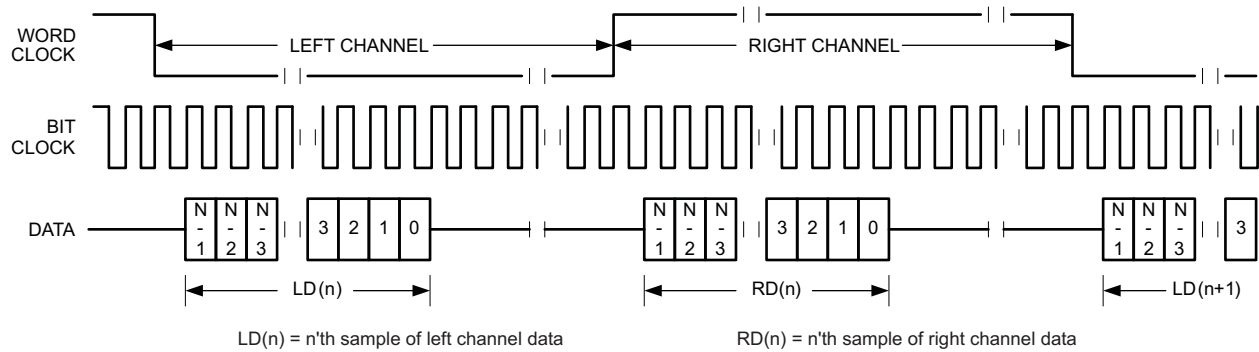 WORD
CLOCK
LEFT CHANNEL
RIGHT CHANNEL
BIT
CLOCK
DATA
N
-
1
N
-
2
N
-
3
3
2
1
0
N
-
1
N
-
2
N
-
3
3
2
1
0
N
-
1
N
-
2
N
-
3
3
LD(n)
RD(n)
LD(n+1)
LD(n) = n'th sample of left channel data
RD(n) = n'th sample of right channel data